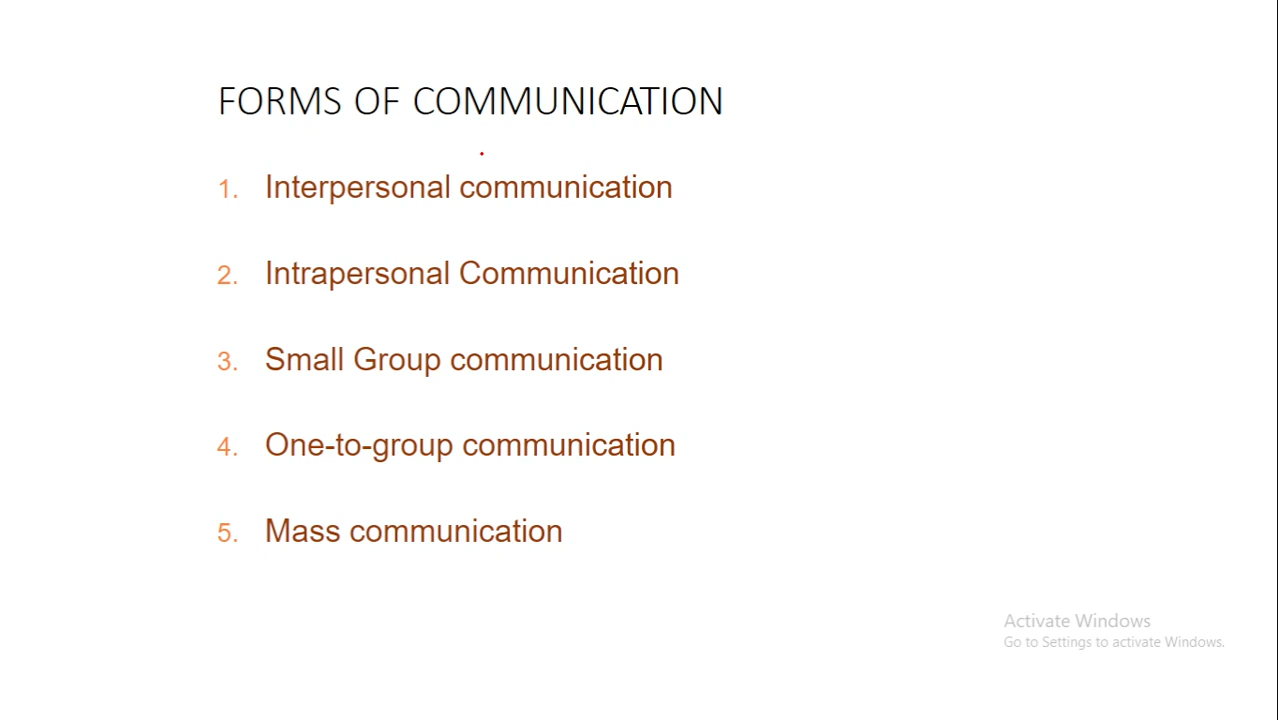 FORMS OF COMMUNICATION
1. Interpersonal communication
2. Intrapersonal Communication
3. Small Group communication
4. One-to-group communication
5. Mass communication
Activate Windows
Go to Settings to activate Windows.